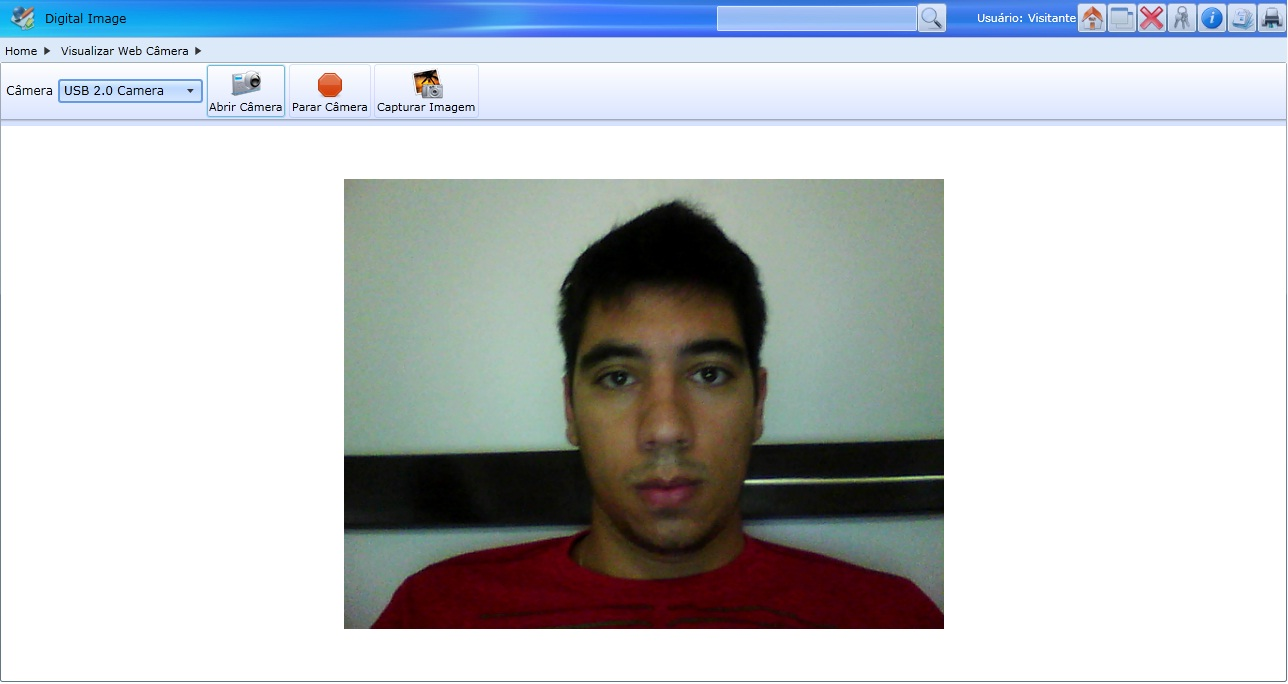 Digital Image
Usuário: Visitante
Home
Visualizar Web Câmera
Câmera
USB 2.0 Camera
Abrir Câmera
Parar Câmera
Capturar Imagem